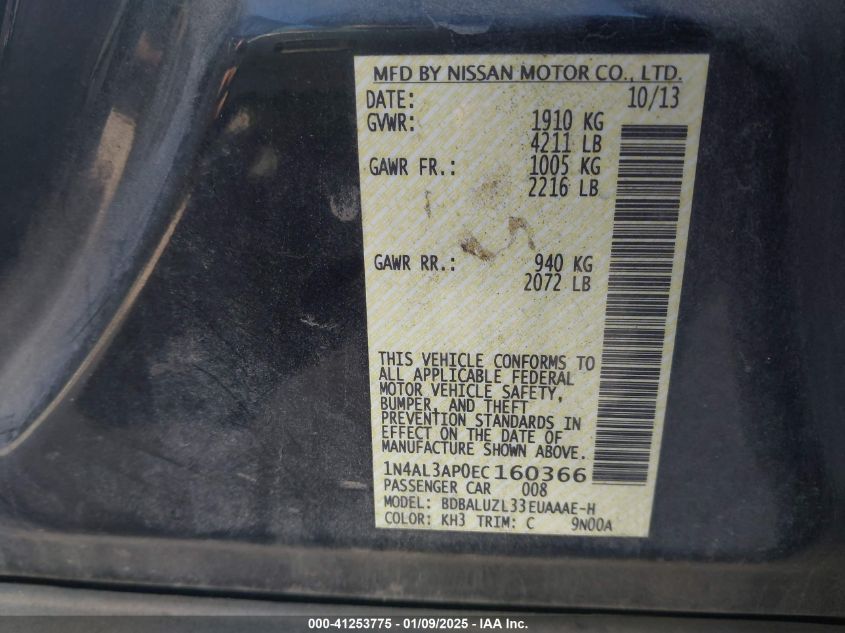 MFD BY NISSAN MOTOR CO., LTD.
DATE: 10/13
GVWR: 1910 KG
4211 LB
GAWR FR.: 1005 KG
2216 LB
GAWR RR.: 940 KG
2072 LB
THIS VEHICLE CONFORMS TO
ALL APPLICABLE FEDERAL
MOTOR VEHICLE SAFETY,
BUMPER, AND THEFT
PREVENTION STANDARDS IN
EFFECT ON THE DATE OF
MANUFACTURE SHOWN ABOVE.
1N4AL3AP0EC160366
PASSENGER CAR 008
MODEL: BDBALUZL33EUAAAE-H
COLOR: KH3 TRIM: C 9N00A
000-41253775 | 01/09/2025 | © IAA Inc.